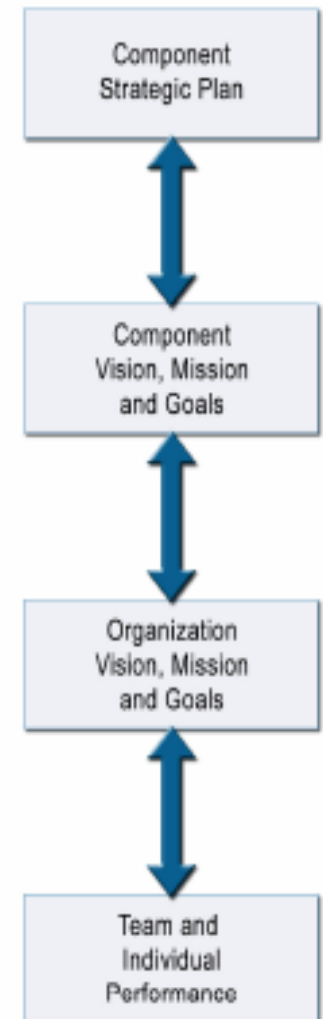 Component
Strategic Plan
Component
Vision, Mission
and Goals
Organization
Vision, Mission
and Goals
Team and
Individual
Performance